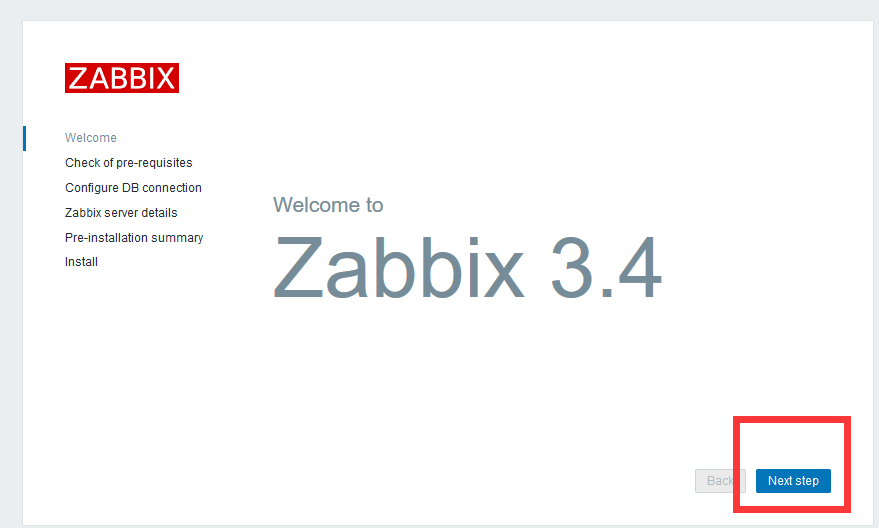 ZABBIX
Welcome
Check of pre-requisites
Configure DB connection
Zabbix server details
Pre-installation summary
Install
Welcome to
Zabbix 3.4
Back
Next step